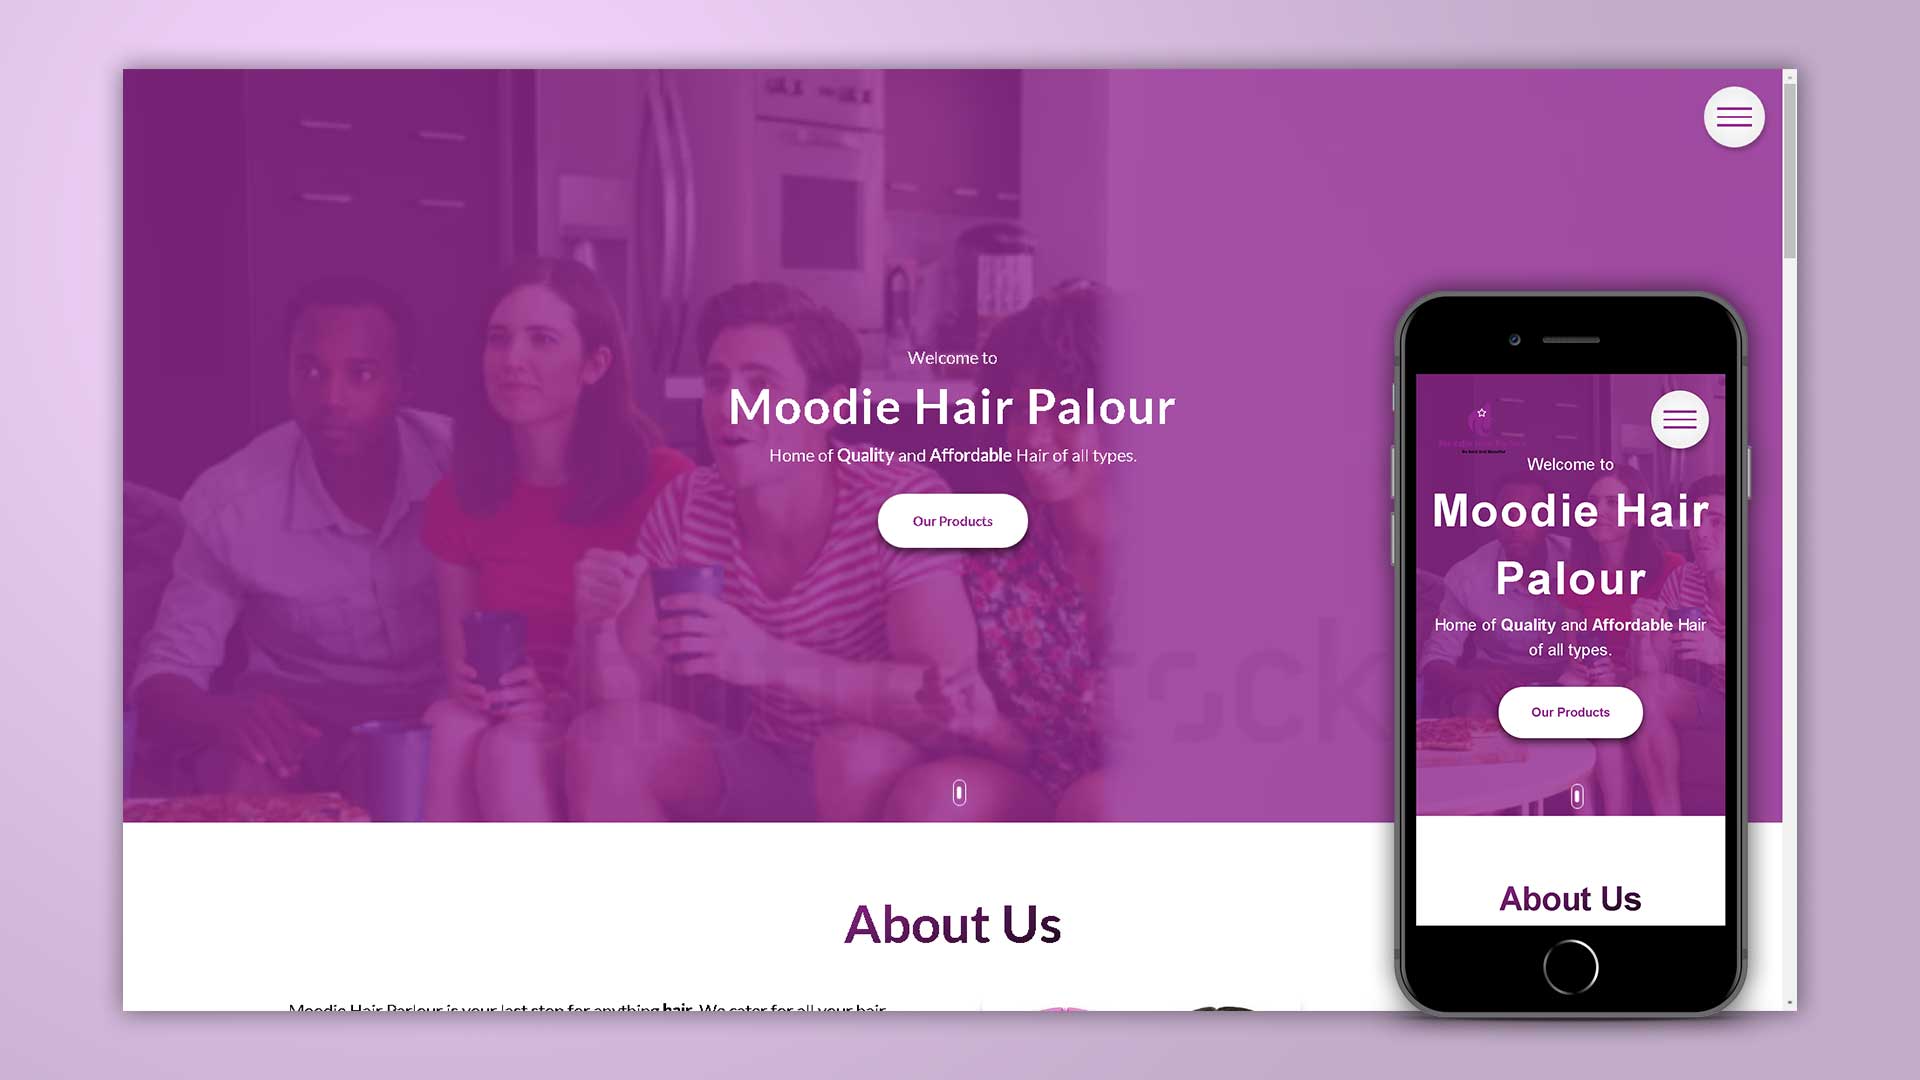 Welcome to
Moodie Hair Palour
Home of Quality and Affordable Hair of all types.
Our Products
shutterstock
About Us
Moodie Hair Parlour is your last stop for anything hair. We cater for all your hair
Welcome to
Moodie Hair
Palour
Home of Quality and Affordable Hair
of all types.
Our Products
About Us